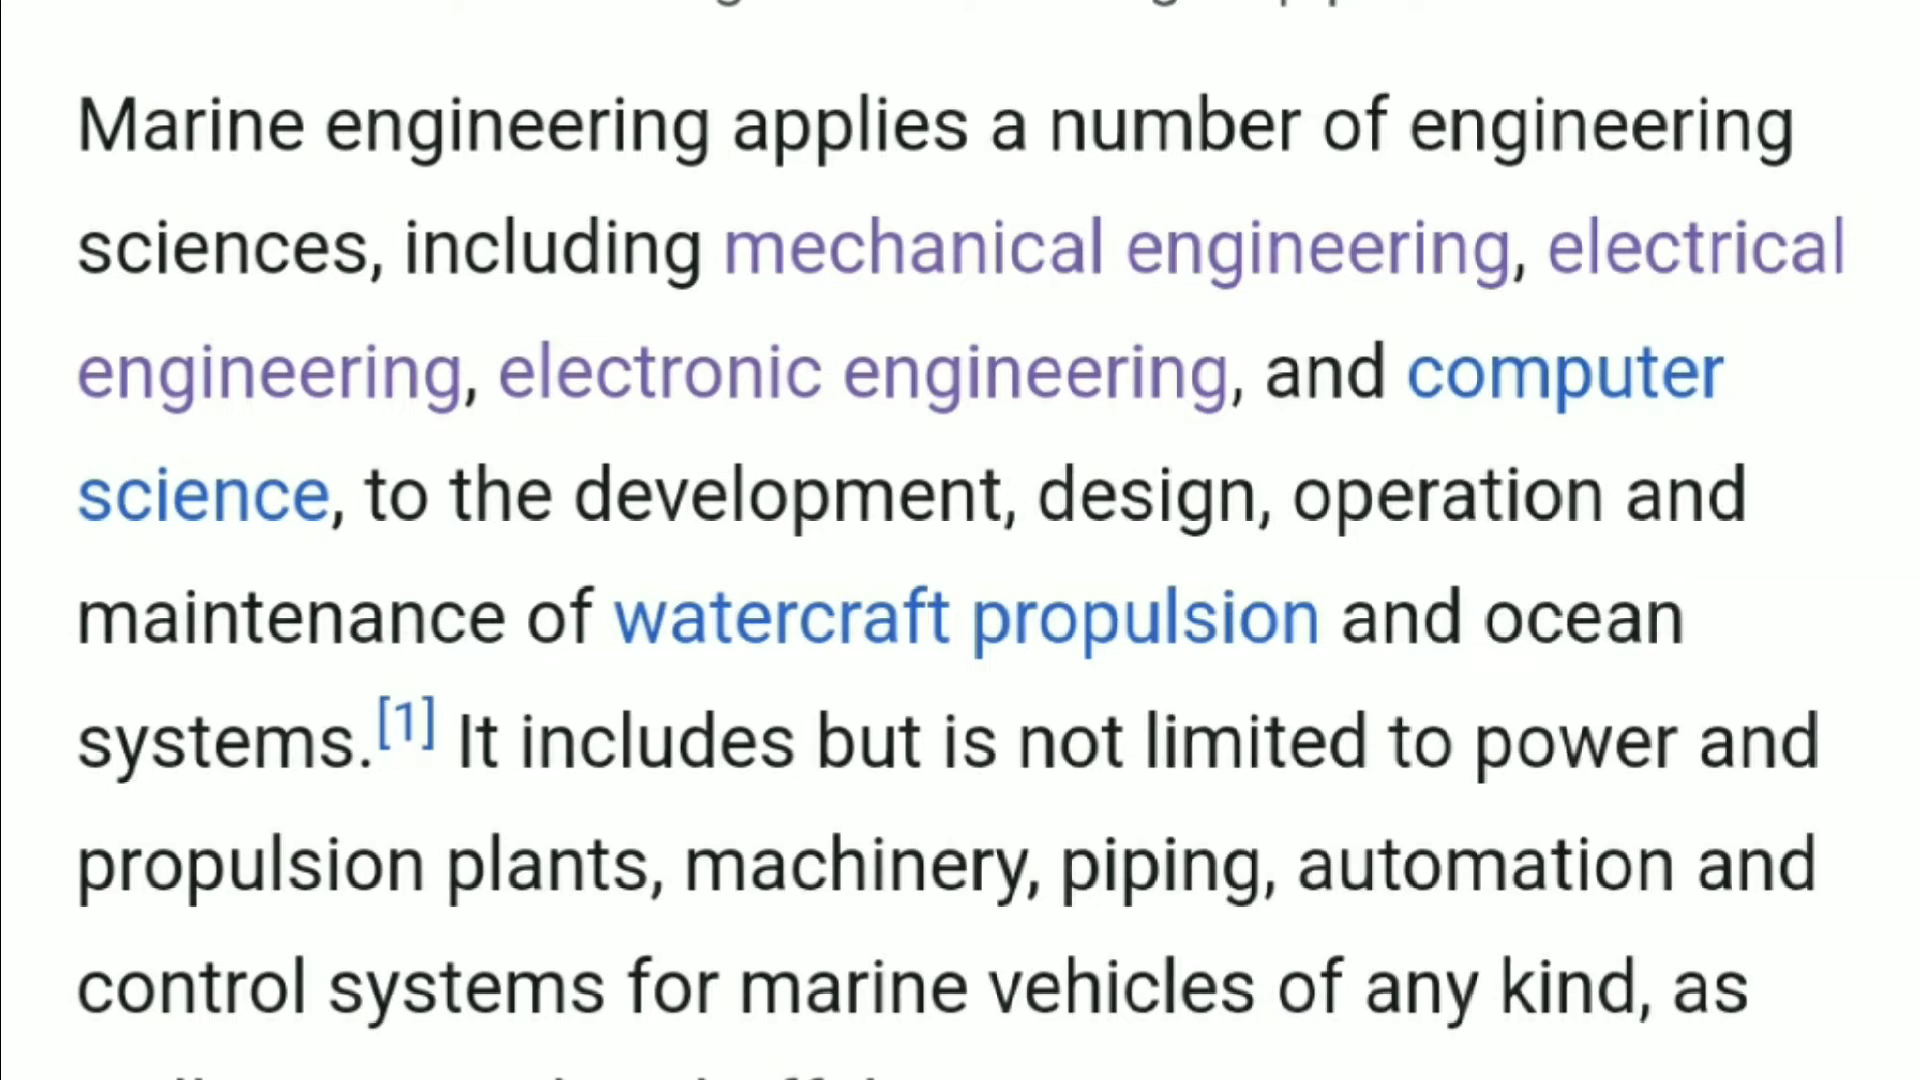 Marine engineering applies a number of engineering
sciences, including mechanical engineering, electrical
engineering, electronic engineering, and computer
science, to the development, design, operation and
maintenance of watercraft propulsion and ocean
systems.[1] It includes but is not limited to power and
propulsion plants, machinery, piping, automation and
control systems for marine vehicles of any kind, as